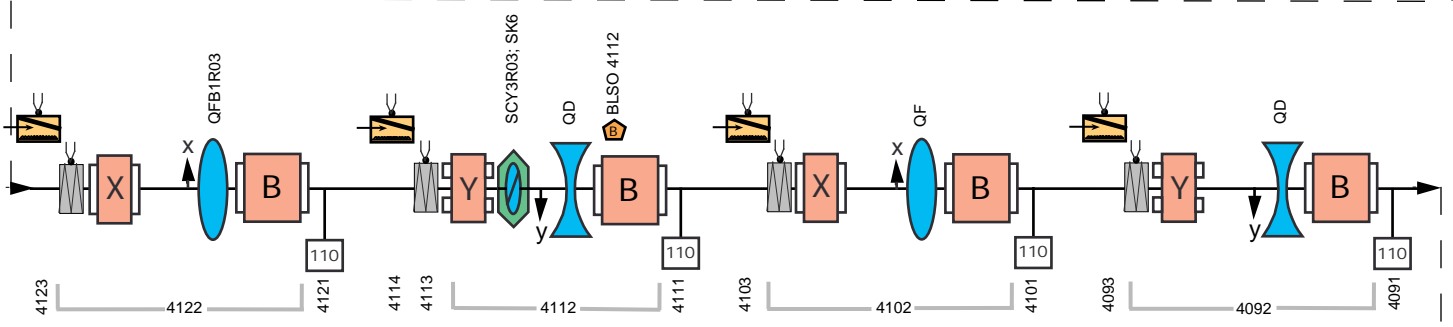 QFB1R03
SCY3R03; SK6
QD
BLSO 4112
QF
QD
B
X
x
B
Y
y
B
X
x
B
Y
y
B
110
110
110
110
4123
4122
4121
4114
4113
4112
4111
4103
4102
4101
4093
4092
4091